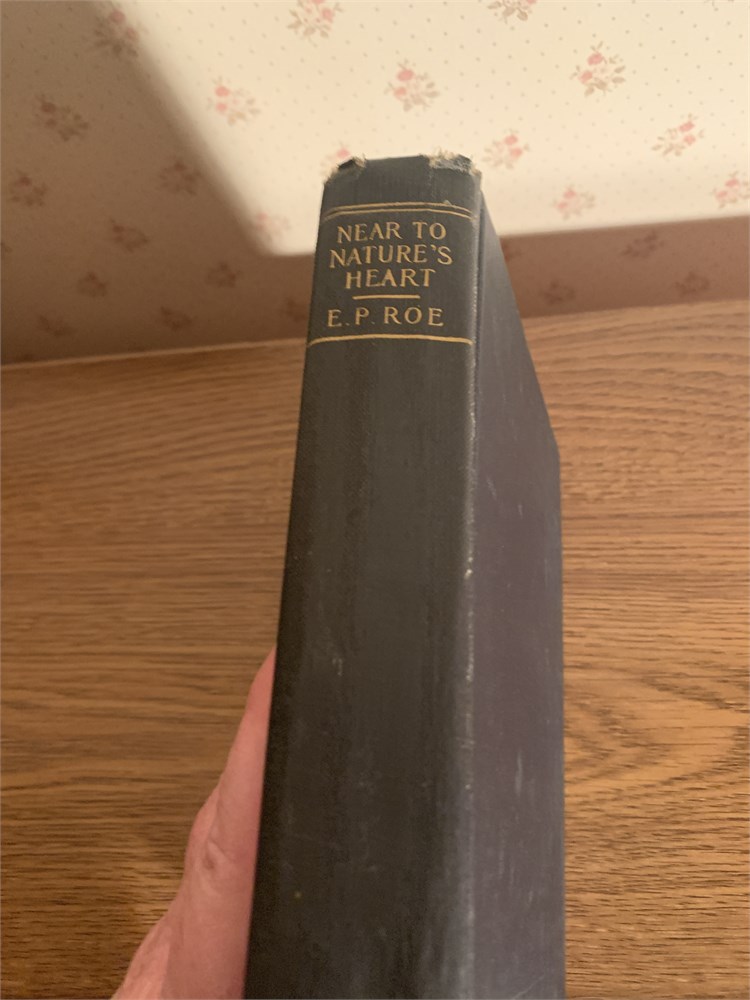 NEAR TO
NATURE'S
HEART
E. P. ROE